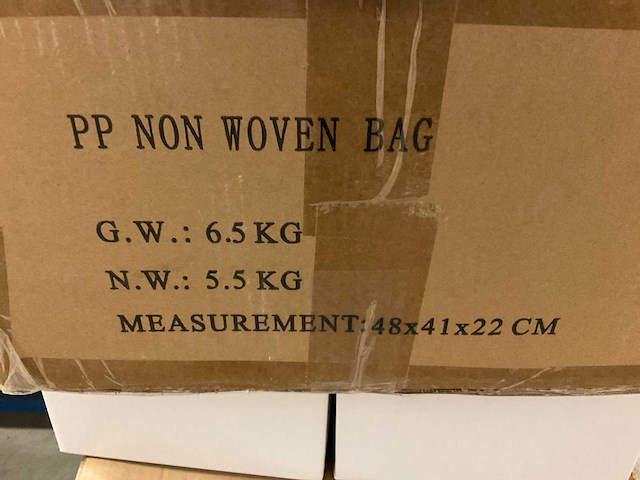 PP NON WOVEN BAG
G.W.: 6.5 KG
N.W.: 5.5 KG
MEASUREMENT: 48x41x22 CM